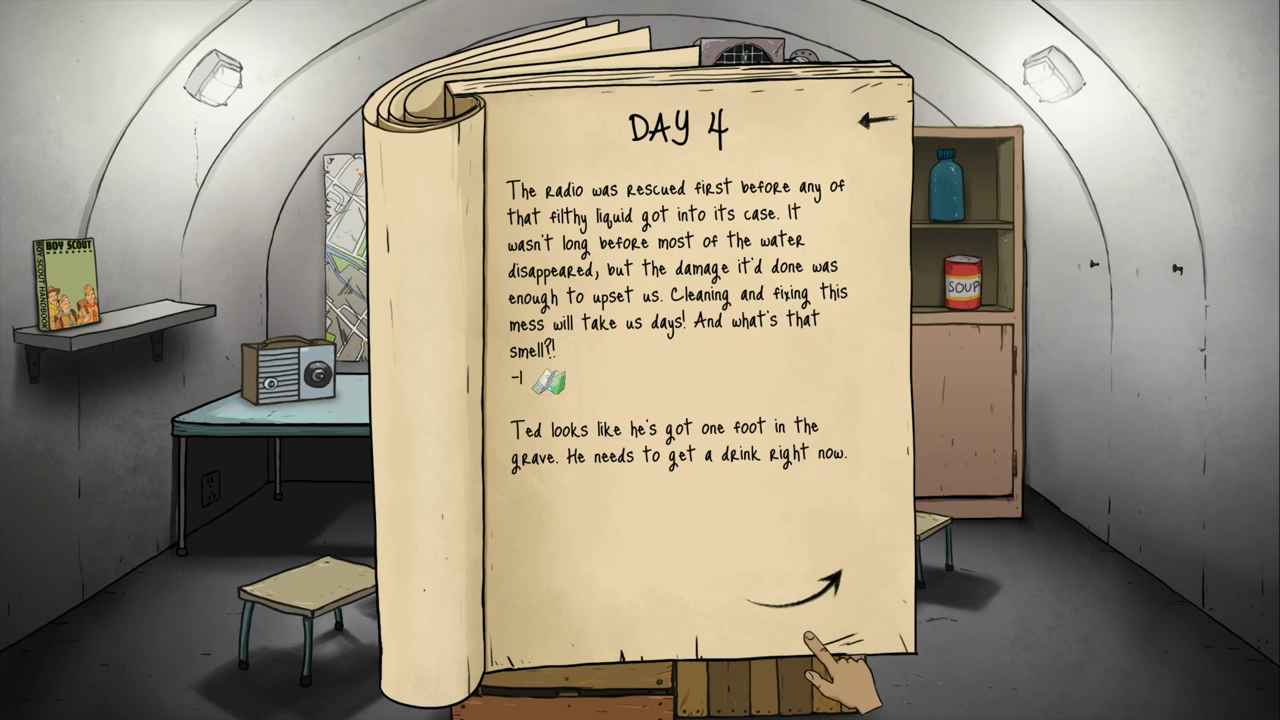 DAY 4
The radio was rescued first before any of
that filthy liquid got into its case. It
wasn't long before most of the water
disappeared, but the damage it'd done was
enough to upset us. Cleaning and fixing this
mess will take us days! And what's that
smell?!
-1
Ted looks like he's got one foot in the
grave. He needs to get a drink right now.
BOY SCOUT
BOY SCOUT HANDBOOK
SOUP